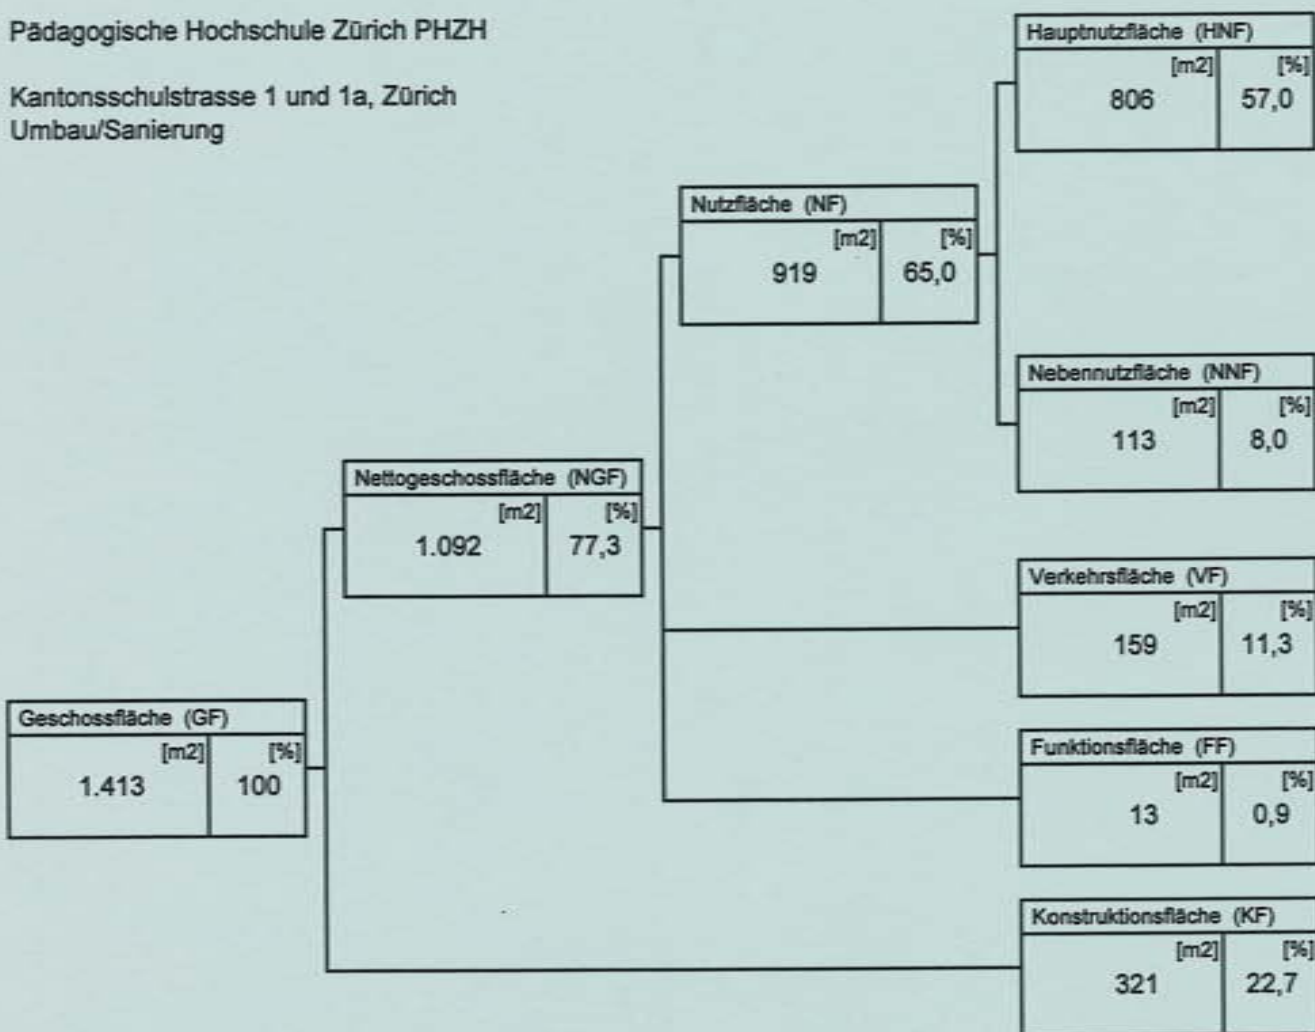 Pädagogische Hochschule Zürich PHZH
Kantonsschulstrasse 1 und 1a, Zürich
Umbau/Sanierung
Hauptnutzfläche (HNF)
[m2] [%]
806 57,0
Nutzfläche (NF)
[m2] [%]
919 65,0
Nebennutzfläche (NNF)
[m2] [%]
113 8,0
Nettogeschossfläche (NGF)
[m2] [%]
1.092 77,3
Verkehrsfläche (VF)
[m2] [%]
159 11,3
Geschossfläche (GF)
[m2] [%]
1.413 100
Funktionsfläche (FF)
[m2] [%]
13 0,9
Konstruktionsfläche (KF)
[m2] [%]
321 22,7